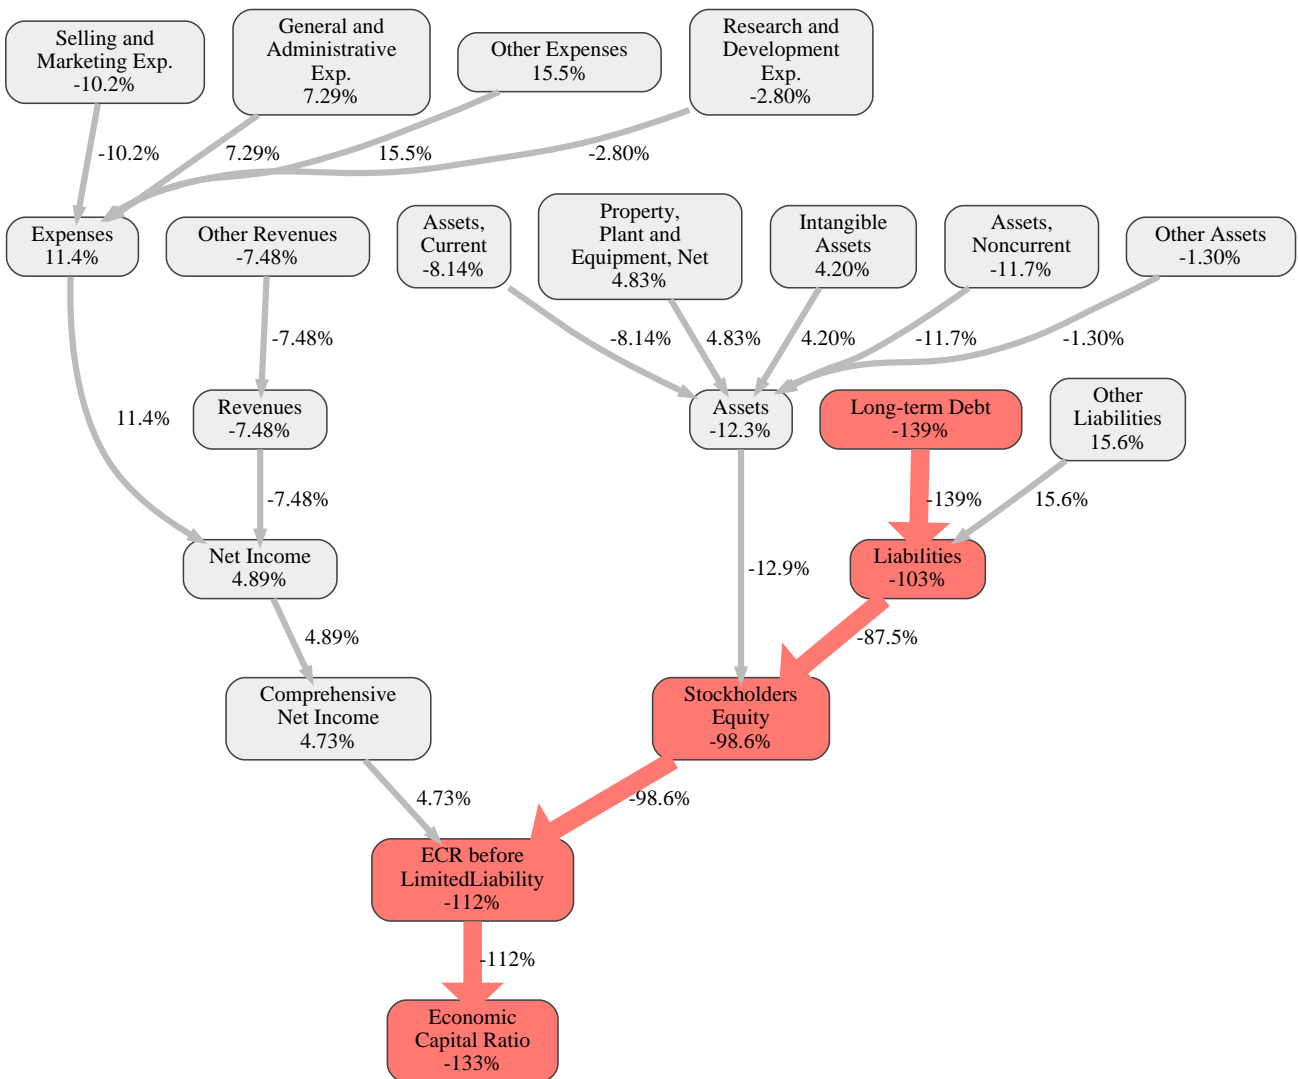 Selling and
Marketing Exp.
-10.2%
General and
Administrative
Exp.
7.29%
Other Expenses
15.5%
Research and
Development
Exp.
-2.80%
-10.2%
7.29%
15.5%
-2.80%
Expenses
11.4%
Other Revenues
-7.48%
Assets,
Current
-8.14%
Property,
Plant and
Equipment, Net
4.83%
Intangible
Assets
4.20%
Assets,
Noncurrent
-11.7%
Other Assets
-1.30%
-7.48%
-8.14%
4.83%
4.20%
-11.7%
-1.30%
11.4%
Revenues
-7.48%
Assets
-12.3%
Long-term Debt
-139%
Other
Liabilities
15.6%
-7.48%
-139%
15.6%
Net Income
4.89%
-12.9%
Liabilities
-103%
4.89%
-87.5%
Comprehensive
Net Income
4.73%
Stockholders
Equity
-98.6%
4.73%
-98.6%
ECR before
LimitedLiability
-112%
-112%
Economic
Capital Ratio
-133%